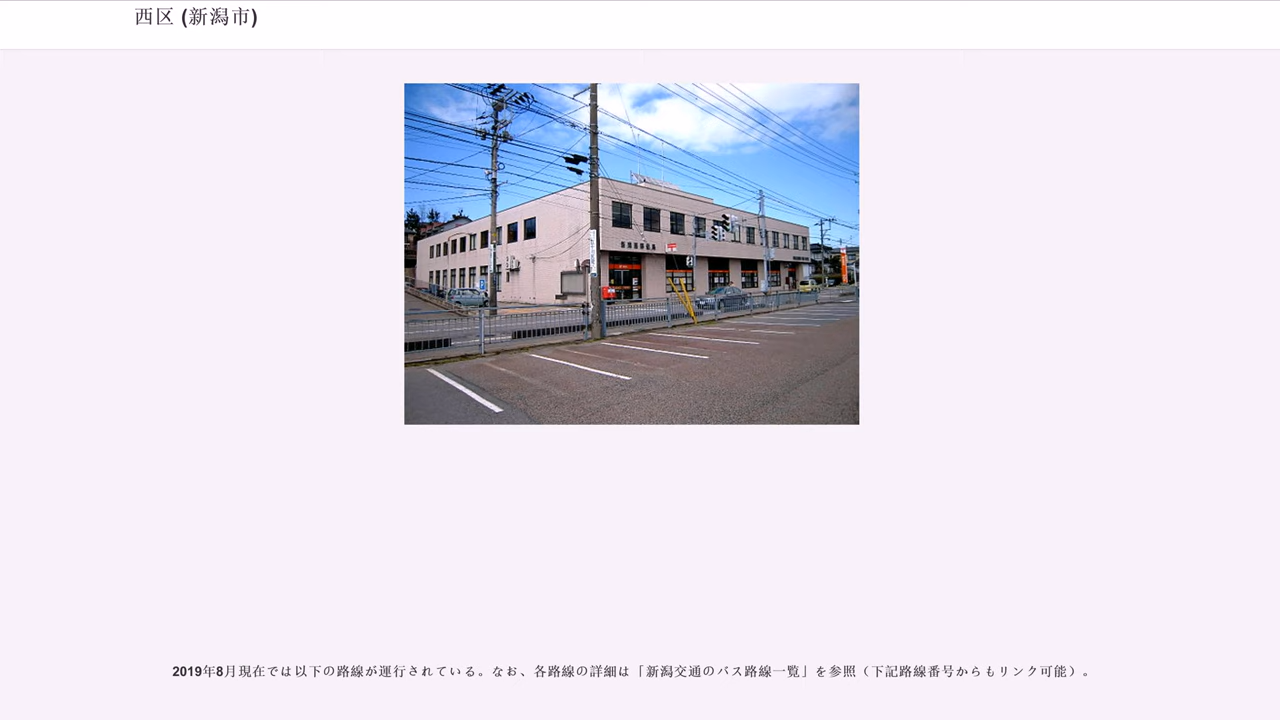 西区 (新潟市)
2019年8月現在では以下の路線が運行されている。なお、各路線の詳細は「新潟交通のバス路線一覧」を参照（下記路線番号からもリンク可能）。